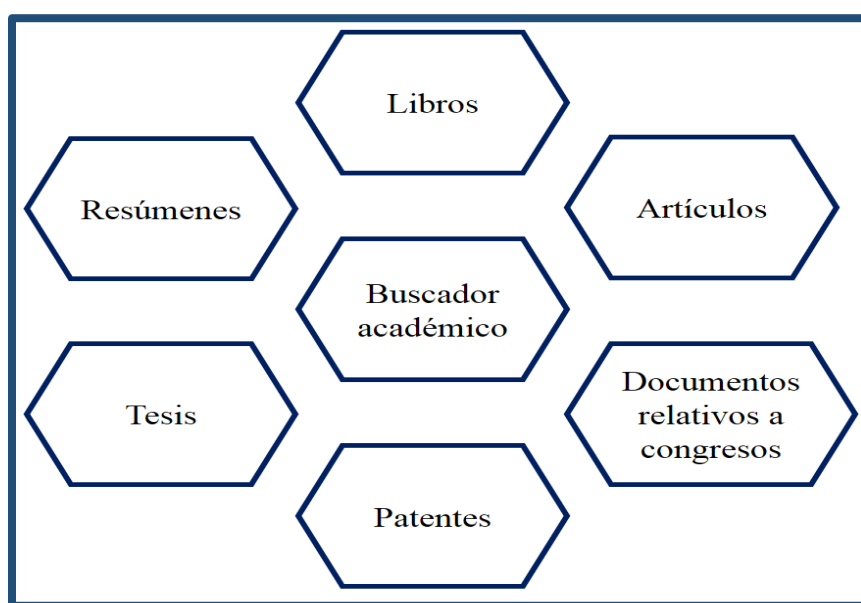 Libros
Resúmenes
Artículos
Buscador
académico
Tesis
Documentos
relativos a
congresos
Patentes